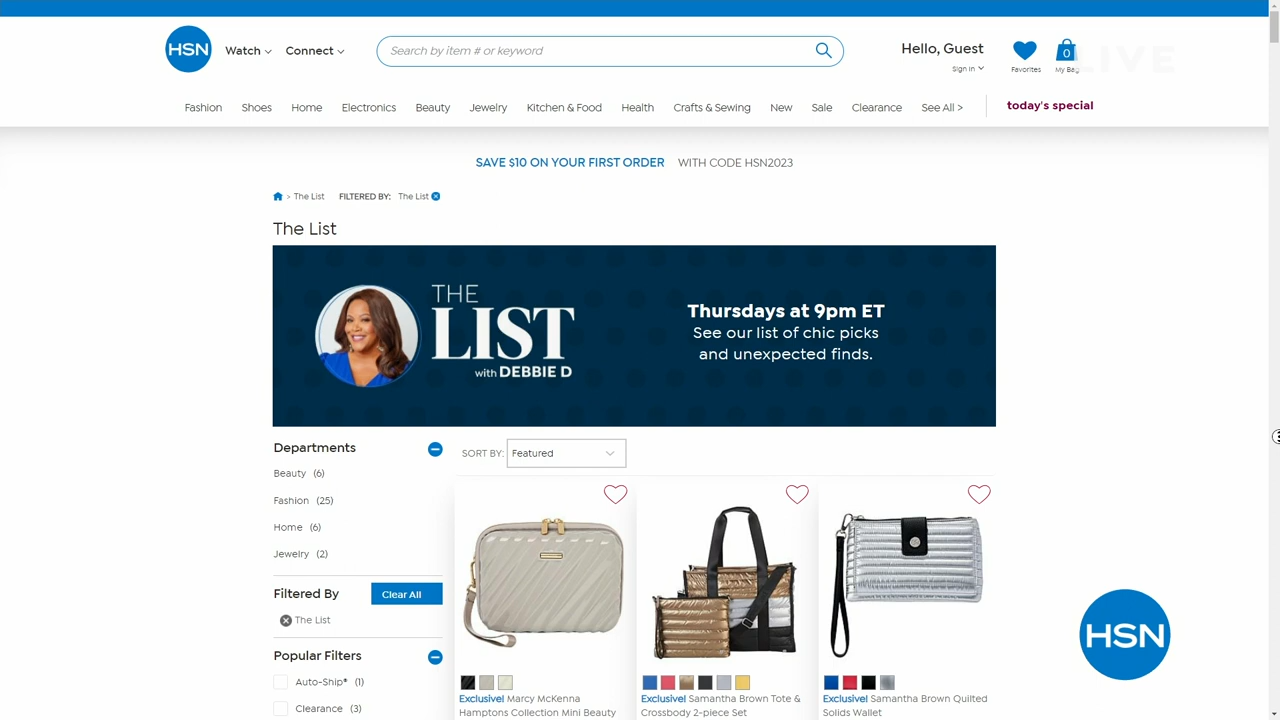 HSN
Watch
Connect
Search by item # or keyword
Hello, Guest
Sign In
Favorites
0
My Bag
LIVE
Fashion
Shoes
Home
Electronics
Beauty
Jewelry
Kitchen & Food
Health
Crafts & Sewing
New
Sale
Clearance
See All >
today's special
SAVE $10 ON YOUR FIRST ORDER WITH CODE HSN2023
> The List FILTERED BY: The List
The List
THE
LIST
with DEBBIE D
Thursdays at 9pm ET
See our list of chic picks
and unexpected finds.
Departments
Beauty (6)
Fashion (25)
Home (6)
Jewelry (2)
Filtered By
Clear All
The List
Popular Filters
Auto-Ship® (1)
Clearance (3)
SORT BY: Featured
Exclusive! Marcy McKenna
Hamptons Collection Mini Beauty
Exclusive! Samantha Brown Tote &
Crossbody 2-piece Set
Exclusive! Samantha Brown Quilted
Solids Wallet
HSN